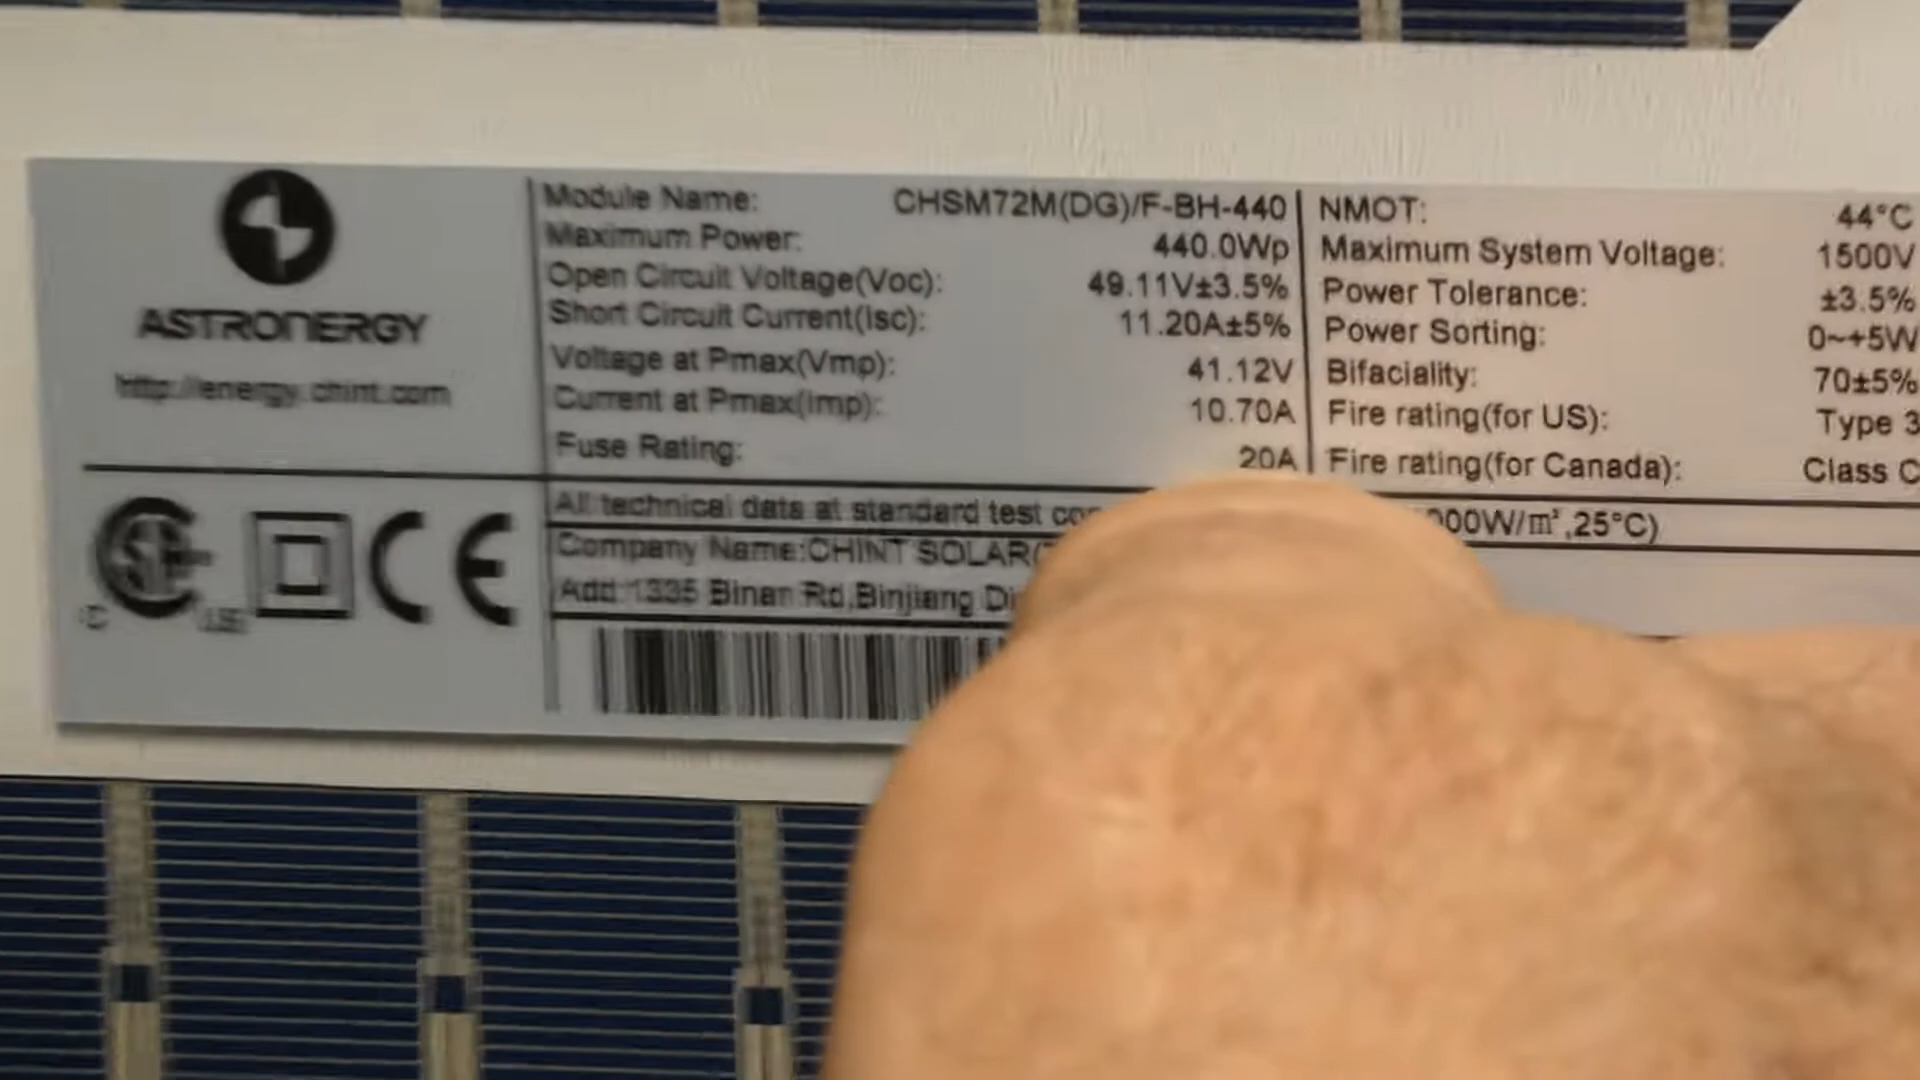 ASTRONERGY
http://energy.chint.com
Module Name: CHSM72M(DG)/F-BH-440
Maximum Power: 440.0Wp
Open Circuit Voltage(Voc): 49.11V±3.5%
Short Circuit Current(Isc): 11.20A±5%
Voltage at Pmax(Vmp): 41.12V
Current at Pmax(Imp): 10.70A
Fuse Rating: 20A
NMOT: 44°C
Maximum System Voltage: 1500V
Power Tolerance: ±3.5%
Power Sorting: 0~+5W
Bifaciality: 70±5%
Fire rating(for US): Type 3
Fire rating(for Canada): Class C
All technical data at standard test 000W/m²,25°C)
Company Name:CHINT SOLAR(
Add:1335 Binan Rd,Binjiang Di
C US
CE